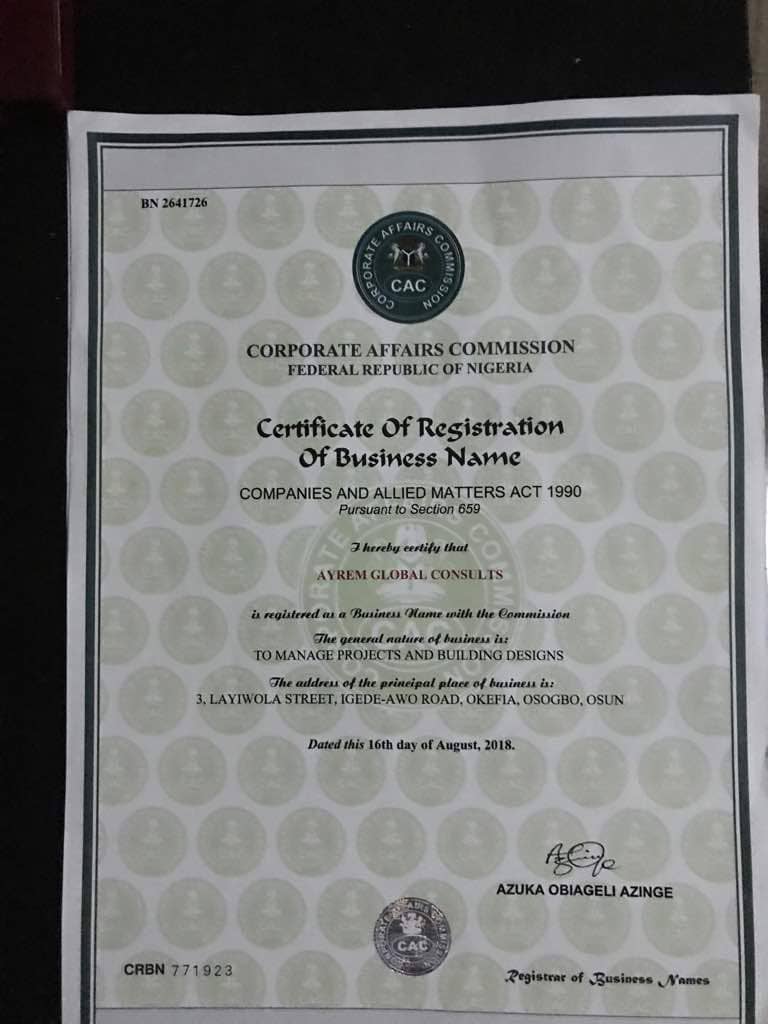 BN 2641726
CORPORATE AFFAIRS COMMISSION
CAC
CORPORATE AFFAIRS COMMISSION
FEDERAL REPUBLIC OF NIGERIA
Certificate Of Registration
Of Business Name
COMPANIES AND ALLIED MATTERS ACT 1990
Pursuant to Section 659
I hereby certify that
AYREM GLOBAL CONSULTS
is registered as a Business Name with the Commission
The general nature of business is:
TO MANAGE PROJECTS AND BUILDING DESIGNS
The address of the principal place of business is:
3, LAYIWOLA STREET, IGEDE-AWO ROAD, OKEFIA, OSOGBO, OSUN
Dated this 16th day of August, 2018.
AZUKA OBIAGELI AZINGE
CAC
CRBN 771923
Registrar of Business Names